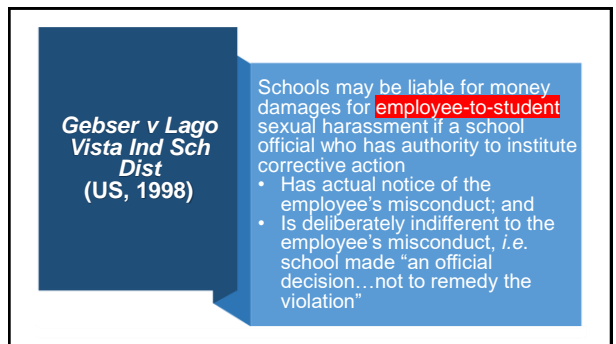 Gebser v Lago
Vista Ind Sch
Dist
(US, 1998)
Schools may be liable for money
damages for employee-to-student
sexual harassment if a school
official who has authority to institute
corrective action
• Has actual notice of the
employee's misconduct; and
• Is deliberately indifferent to the
employee's misconduct, i.e.
school made “an official
decision…not to remedy the
violation”